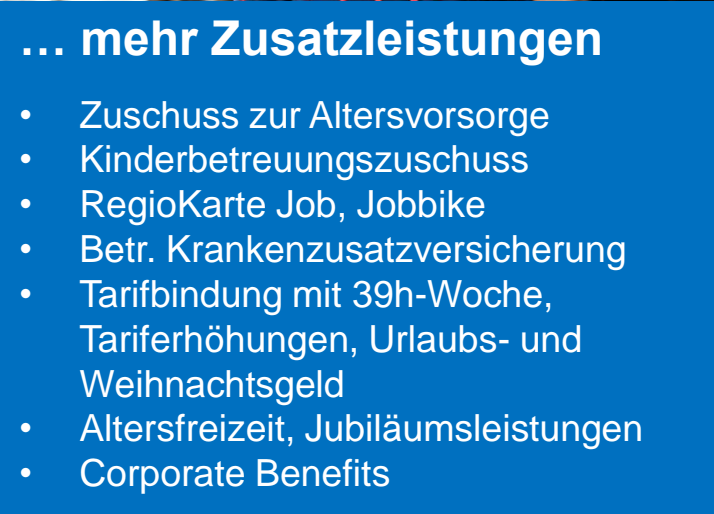 … mehr Zusatzleistungen
• Zuschuss zur Altersvorsorge
• Kinderbetreuungszuschuss
• RegioKarte Job, Jobbike
• Betr. Krankenzusatzversicherung
• Tarifbindung mit 39h-Woche,
Tariferhöhungen, Urlaubs- und
Weihnachtsgeld
• Altersfreizeit, Jubiläumsleistungen
• Corporate Benefits